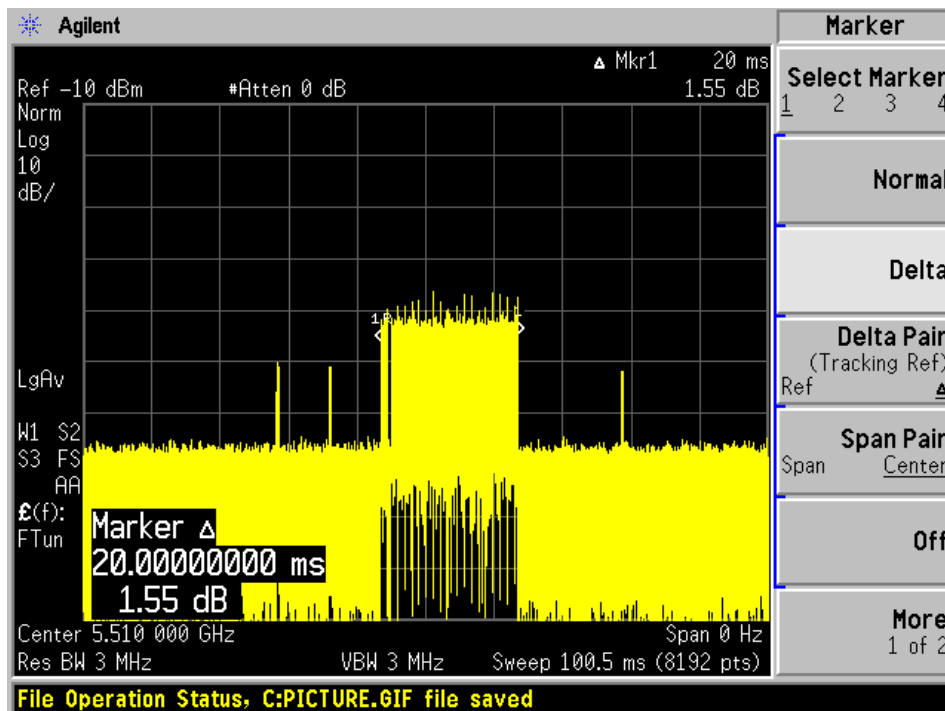 Agilent
Marker
Δ Mkr1 20 ms
Ref -10 dBm #Atten 0 dB 1.55 dB
Norm
Log
10
dB/
1R
LgAv
W1 S2
S3 FS
AA
£(f):
FTun
Marker Δ
20.00000000 ms
1.55 dB
Center 5.510 000 GHz Span 0 Hz
Res BW 3 MHz VBW 3 MHz Sweep 100.5 ms (8192 pts)
File Operation Status, C:PICTURE.GIF file saved
Select Marker
1 2 3 4
Normal
Delta
Delta Pair
(Tracking Ref)
Ref Δ
Span Pair
Span Center
Off
More
1 of 2